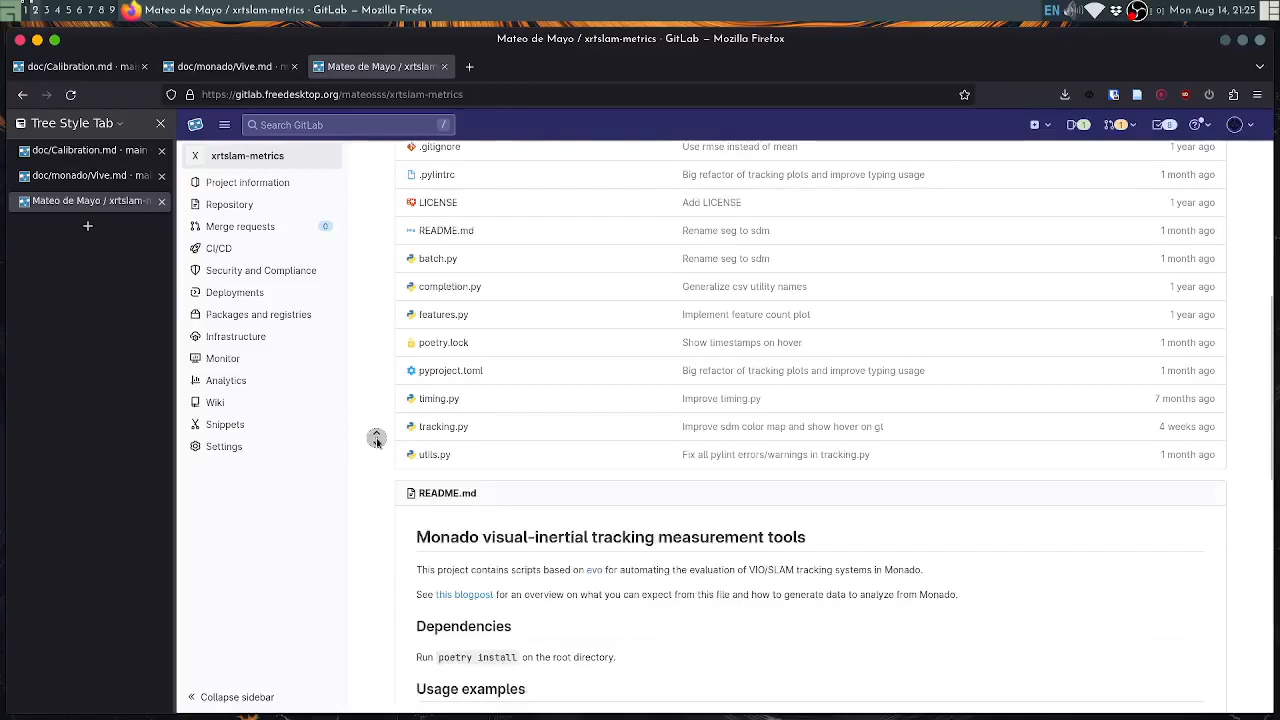 1 2 3 4 5 6 7 8 9 Mateo de Mayo / xrtslam-metrics · GitLab — Mozilla Firefox EN Mon Aug 14, 21:25
Mateo de Mayo / xrtslam-metrics · GitLab — Mozilla Firefox
doc/Calibration.md · mai doc/monado/Vive.md · m Mateo de Mayo / xrtslam-
https://gitlab.freedesktop.org/mateosss/xrtslam-metrics
Tree Style Tab
Search GitLab /
1 1 6
doc/Calibration.md · main
doc/monado/Vive.md · mai
Mateo de Mayo / xrtslam-m
X xrtslam-metrics
Project information
Repository
Merge requests 0
CI/CD
Security and Compliance
Deployments
Packages and registries
Infrastructure
Monitor
Analytics
Wiki
Snippets
Settings
Collapse sidebar
.gitignore Use rmse instead of mean 1 year ago
.pylintrc Big refactor of tracking plots and improve typing usage 1 month ago
LICENSE Add LICENSE 1 year ago
README.md Rename seg to sdm 1 month ago
batch.py Rename seg to sdm 1 month ago
completion.py Generalize csv utility names 1 year ago
features.py Implement feature count plot 1 year ago
poetry.lock Show timestamps on hover 1 month ago
pyproject.toml Big refactor of tracking plots and improve typing usage 1 month ago
timing.py Improve timing.py 7 months ago
tracking.py Improve sdm color map and show hover on gt 4 weeks ago
utils.py Fix all pylint errors/warnings in tracking.py 1 month ago
README.md
Monado visual-inertial tracking measurement tools
This project contains scripts based on evo for automating the evaluation of VIO/SLAM tracking systems in Monado.
See this blogpost for an overview on what you can expect from this file and how to generate data to analyze from Monado.
Dependencies
Run poetry install on the root directory.
Usage examples